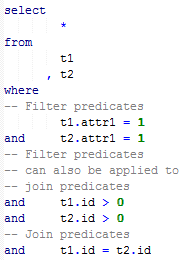 select
*
from
t1
, t2
where
-- Filter predicates
t1.attr1 = 1
and t2.attr1 = 1
-- Filter predicates
-- can also be applied to
-- join predicates
and t1.id > 0
and t2.id > 0
-- Join predicates
and t1.id = t2.id